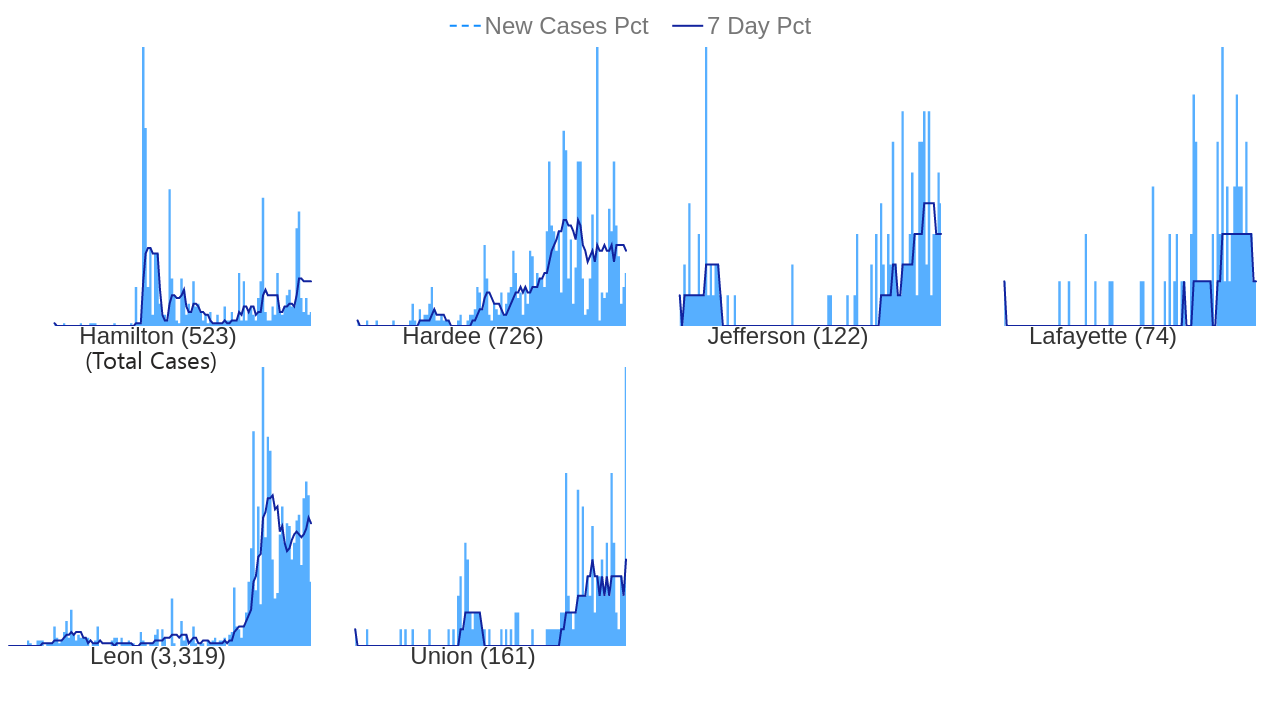 New Cases Pct 7 Day Pct
Hamilton (523) Hardee (726) Jefferson (122) Lafayette (74)
(Total Cases)
Leon (3,319) Union (161)